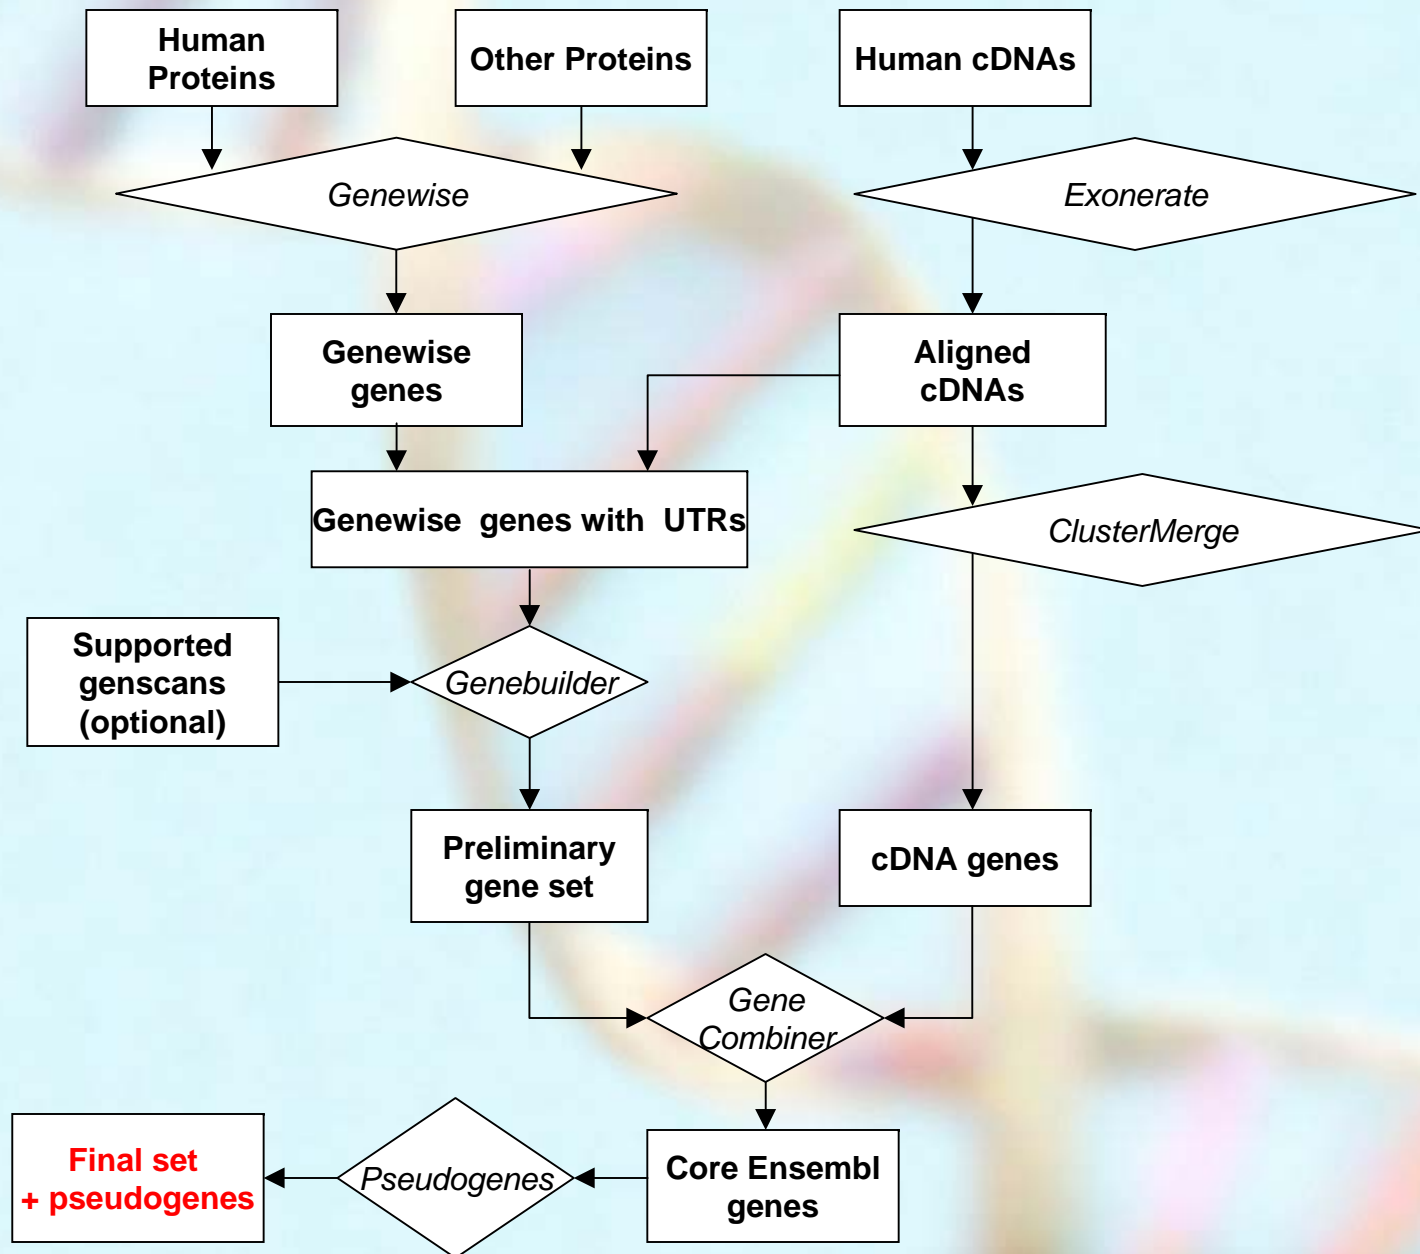 Human
Proteins
Other Proteins
Human cDNAs
Genewise
Exonerate
Genewise
genes
Aligned
cDNAs
Genewise genes with UTRs
ClusterMerge
Supported
genscans
(optional)
Genebuilder
Preliminary
gene set
cDNA genes
Gene
Combiner
Final set
+ pseudogenes
Pseudogenes
Core Ensembl
genes